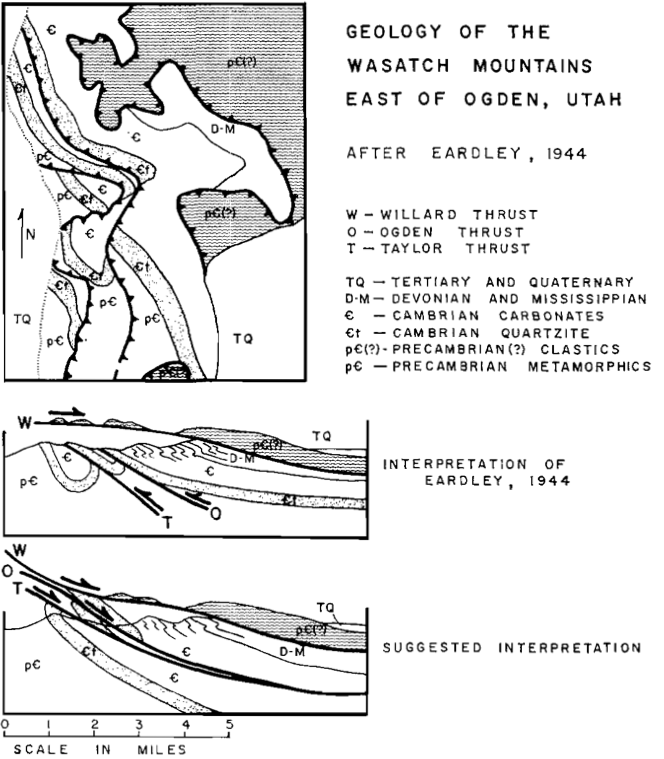 GEOLOGY OF THE
WASATCH MOUNTAINS
EAST OF OGDEN, UTAH
AFTER EARDLEY, 1944
W – WILLARD THRUST
O – OGDEN THRUST
T – TAYLOR THRUST
TQ – TERTIARY AND QUATERNARY
D-M – DEVONIAN AND MISSISSIPPIAN
Є – CAMBRIAN CARBONATES
Єt – CAMBRIAN QUARTZITE
pЄ(?) - PRECAMBRIAN(?) CLASTICS
pЄ – PRECAMBRIAN METAMORPHICS
Є
Є
pЄ(?)
Єt
D-M
Є
pЄ
Єt
Є
pЄ
Єt
pЄ(?)
N
Є
Єt
Єt
pЄ
pЄ
TQ
TQ
pЄ(?)
W
TQ
pЄ(?)
D-M
Є
Є
pЄ
Єt
T
O
INTERPRETATION OF
EARDLEY, 1944
W
O
T
TQ
pЄ(?)
D-M
Є
Єt
pЄ
Є
SUGGESTED INTERPRETATION
0 1 2 3 4 5
SCALE IN MILES